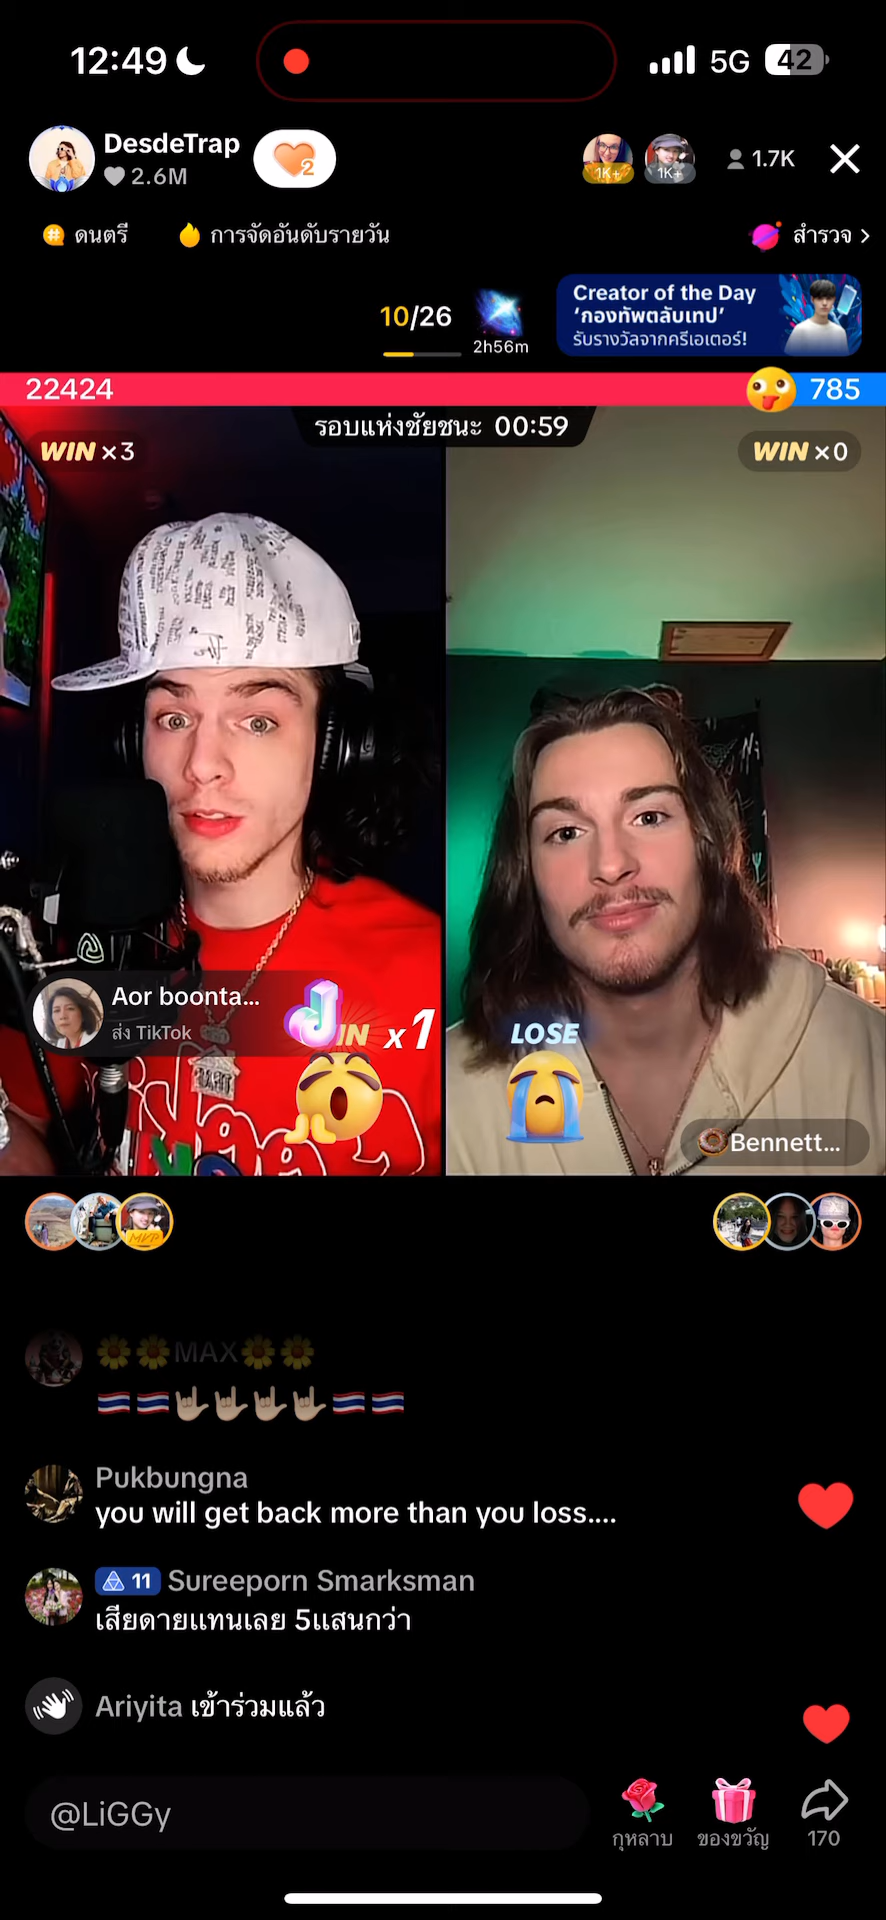 12:49
5G 42
DesdeTrap
2.6M
2
1K+
1K+
1.7K
ดนตรี
การจัดอันดับรายวัน
สำรวจ
10/26
2h56m
Creator of the Day
‘กองทัพตลับเทป’
รับรางวัลจากครีเอเตอร์!
22424
785
รอบแห่งชัยชนะ 00:59
WIN ×3
WIN ×0
Aor boonta...
ส่ง TikTok
IN x1
LOSE
Bennett...
MVP
🌼🌼MAX🌼🌼
🇹🇭🇹🇭🤟🏼🤟🏼🤟🏼🤟🏼🇹🇭🇹🇭
Pukbungna
you will get back more than you loss....
11 Sureeporn Smarksman
เสียดายแทนเลย 5แสนกว่า
Ariyita เข้าร่วมแล้ว
@LiGGy
กุหลาบ
ของขวัญ
170